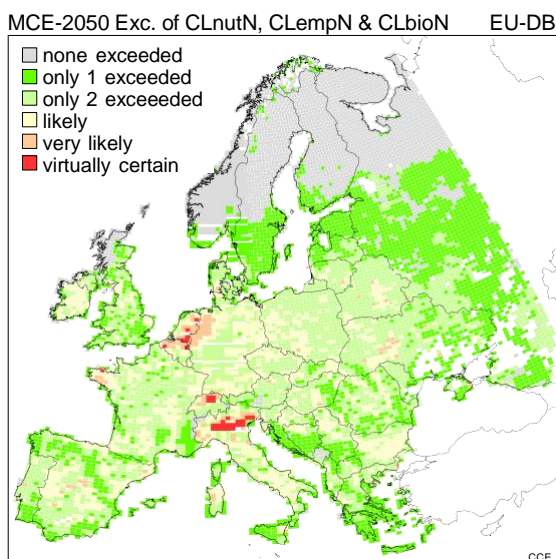 MCE-2050 Exc. of CLnutN, CLempN & CLbioN EU-DB
none exceeded
only 1 exceeded
only 2 exceeeded
likely
very likely
virtually certain
CCE